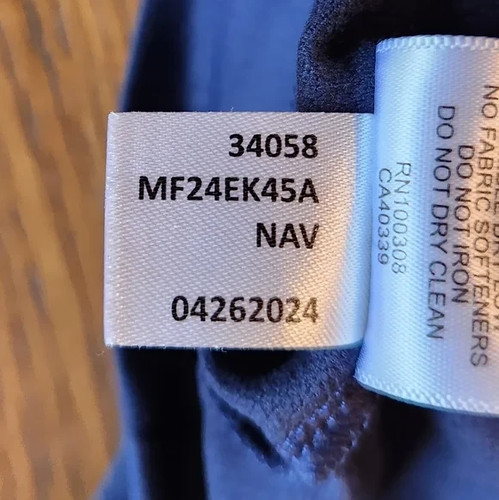 34058
MF24EK45A
NAV
04262024
NO FABRIC SOFTENERS
DO NOT IRON
DO NOT DRY CLEAN
RN100308
CA40339